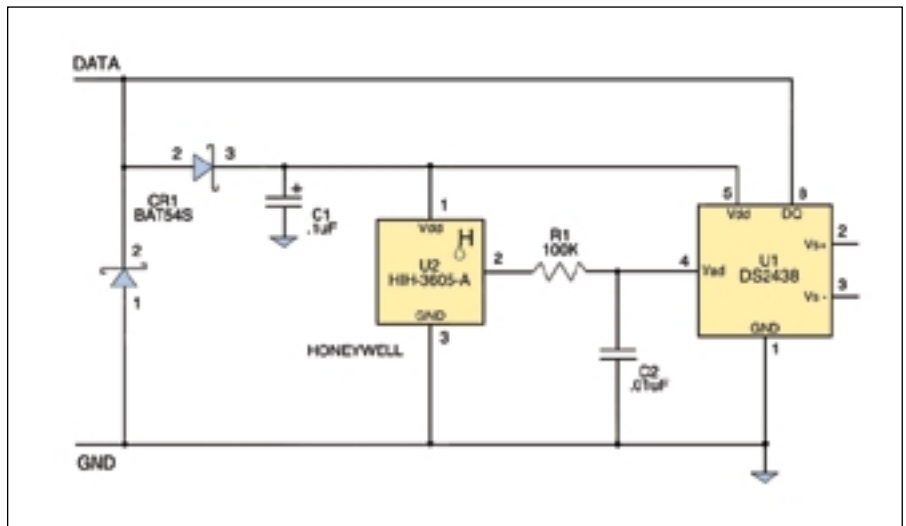 DATA
2
3
CR1
BAT54S
2
1
C1
.1uF
1
Vdd
H
U2
HIH-3605-A
GND
3
2
HONEYWELL
R1
100K
C2
.01uF
5
Vdd
8
DQ
4
Vad
U1
DS2438
Vs+
2
Vs -
3
GND
1
GND